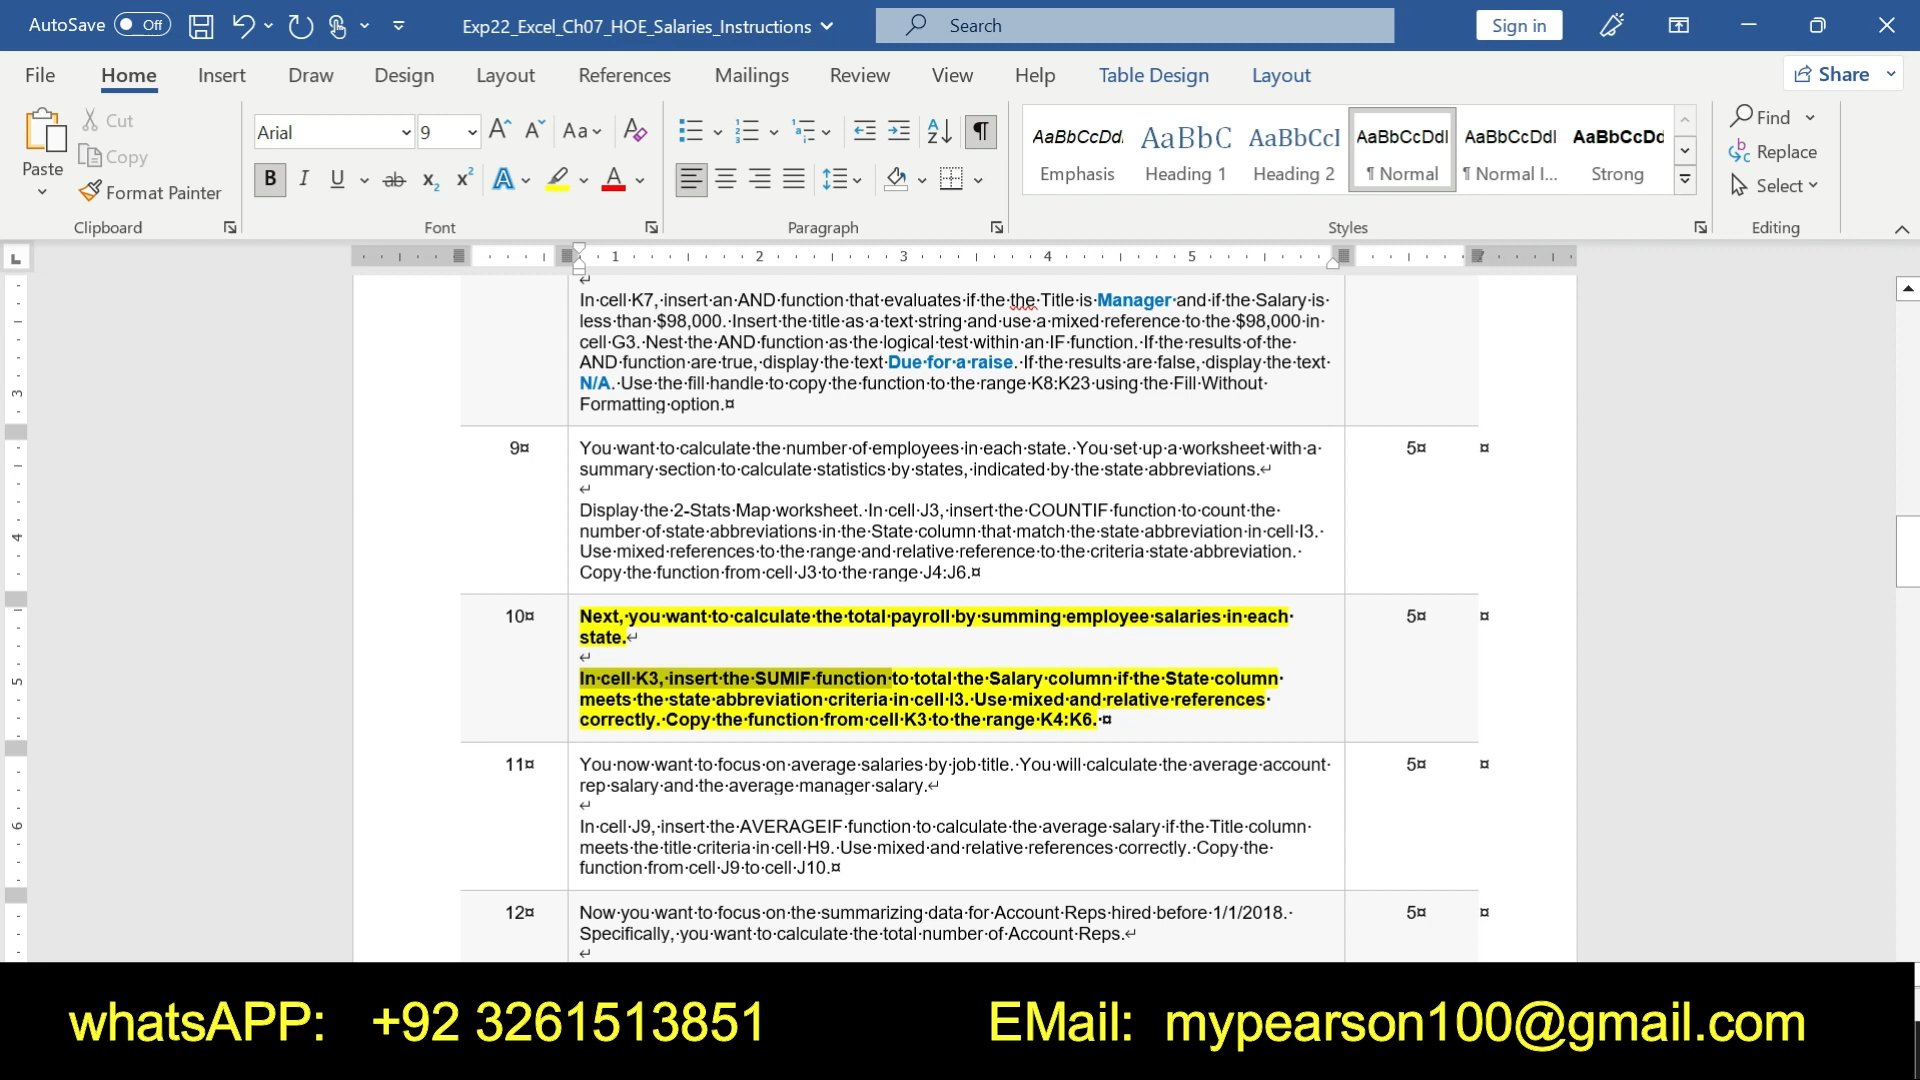 AutoSave Off
Exp22_Excel_Ch07_HOE_Salaries_Instructions
Search
Sign in
File Home Insert Draw Design Layout References Mailings Review View Help Table Design Layout
Share
Paste
Cut
Copy
Format Painter
Clipboard
Arial 9
Font
Paragraph
AaBbCcDd. AaBbC AaBbCcI AaBbCcDdI AaBbCcDdI AaBbCcDd
Emphasis Heading 1 Heading 2 ¶ Normal ¶ Normal I... Strong
Styles
Find
Replace
Select
Editing
1 2 3 4 5 7
3
4
5
6
↵
In·cell·K7,·insert·an·AND·function·that·evaluates·if·the·the·Title·is·Manager·and·if·the·Salary·is·
less·than·$98,000.·Insert·the·title·as·a·text·string·and·use·a·mixed·reference·to·the·$98,000·in·
cell·G3.·Nest·the·AND·function·as·the·logical·test·within·an·IF·function.·If·the·results·of·the·
AND·function·are·true,·display·the·text·Due·for·a·raise.·If·the·results·are·false,·display·the·text·
N/A.·Use·the·fill·handle·to·copy·the·function·to·the·range·K8:K23·using·the·Fill·Without·
Formatting·option.¤
9¤ You·want·to·calculate·the·number·of·employees·in·each·state.·You·set·up·a·worksheet·with·a· 5¤ ¤
summary·section·to·calculate·statistics·by·states,·indicated·by·the·state·abbreviations.↵
↵
Display·the·2-Stats·Map·worksheet.·In·cell·J3,·insert·the·COUNTIF·function·to·count·the·
number·of·state·abbreviations·in·the·State·column·that·match·the·state·abbreviation·in·cell·I3.·
Use·mixed·references·to·the·range·and·relative·reference·to·the·criteria·state·abbreviation.·
Copy·the·function·from·cell·J3·to·the·range·J4:J6.¤
10¤ Next,·you·want·to·calculate·the·total·payroll·by·summing·employee·salaries·in·each· 5¤ ¤
state.↵
↵
In·cell·K3,·insert·the·SUMIF·function·to·total·the·Salary·column·if·the·State·column·
meets·the·state·abbreviation·criteria·in·cell·I3.·Use·mixed·and·relative·references·
correctly.·Copy·the·function·from·cell·K3·to·the·range·K4:K6.·¤
11¤ You·now·want·to·focus·on·average·salaries·by·job·title.·You·will·calculate·the·average·account· 5¤ ¤
rep·salary·and·the·average·manager·salary.↵
↵
In·cell·J9,·insert·the·AVERAGEIF·function·to·calculate·the·average·salary·if·the·Title·column·
meets·the·title·criteria·in·cell·H9.·Use·mixed·and·relative·references·correctly.·Copy·the·
function·from·cell·J9·to·cell·J10.¤
12¤ Now·you·want·to·focus·on·the·summarizing·data·for·Account·Reps·hired·before·1/1/2018.· 5¤ ¤
Specifically,·you·want·to·calculate·the·total·number·of·Account·Reps.↵
↵
whatsAPP: +92 3261513851 EMail: mypearson100@gmail.com